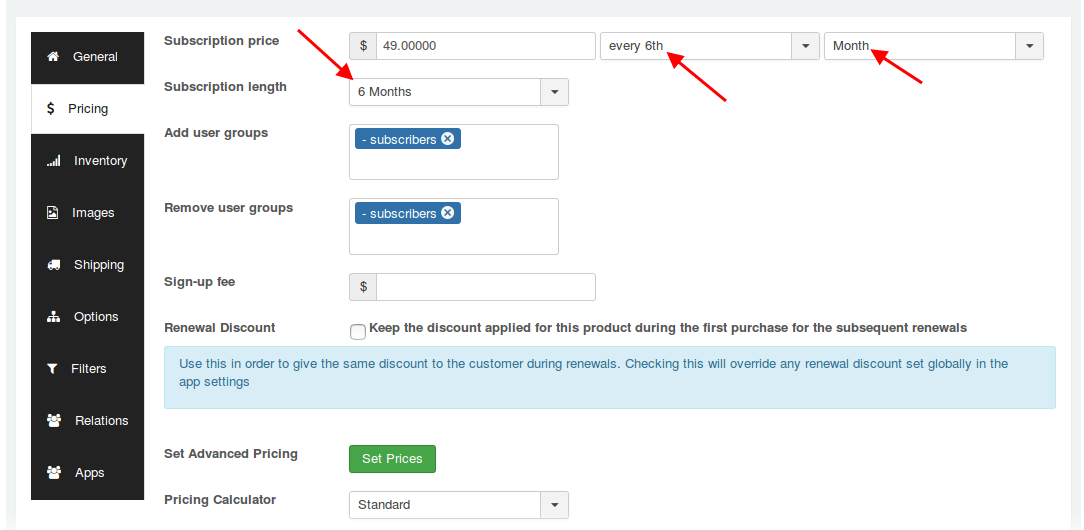 General
Pricing
Inventory
Images
Shipping
Options
Filters
Relations
Apps
Subscription price
$ 49.00000 every 6th Month
Subscription length
6 Months
Add user groups
- subscribers
Remove user groups
- subscribers
Sign-up fee
$
Renewal Discount
Keep the discount applied for this product during the first purchase for the subsequent renewals
Use this in order to give the same discount to the customer during renewals. Checking this will override any renewal discount set globally in the
app settings
Set Advanced Pricing
Set Prices
Pricing Calculator
Standard